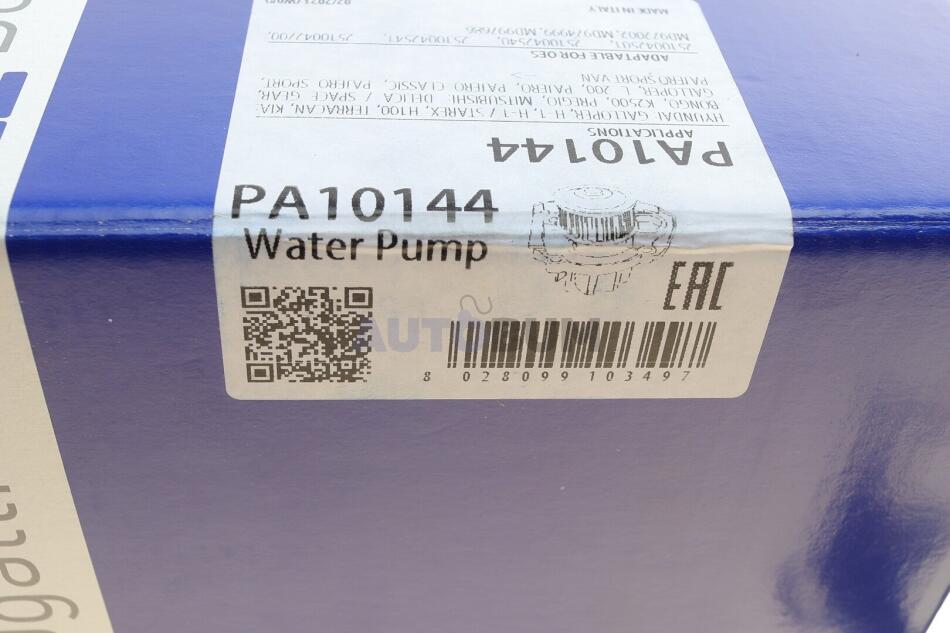 PA10144
Water Pump
EAC
8 028099 103497
AUTOBUM
PA10144
APPLICATIONS
HYUNDAI: GALLOPER, H-1, H-1 / STAREX, H100, TERRACAN, KIA:
BONGO, K2500, PREGIO, MITSUBISHI: DELICA / SPACE GEAR,
GALLOPER, L 200, PAJERO, PAJERO CLASSIC, PAJERO SPORT,
PAJERO SPORT VAN
ADAPTABLE FOR OES
2510042501, 2510042540, 2510042541, 2510042700,
MD972002, MD974999, MD997686
MADE IN ITALY